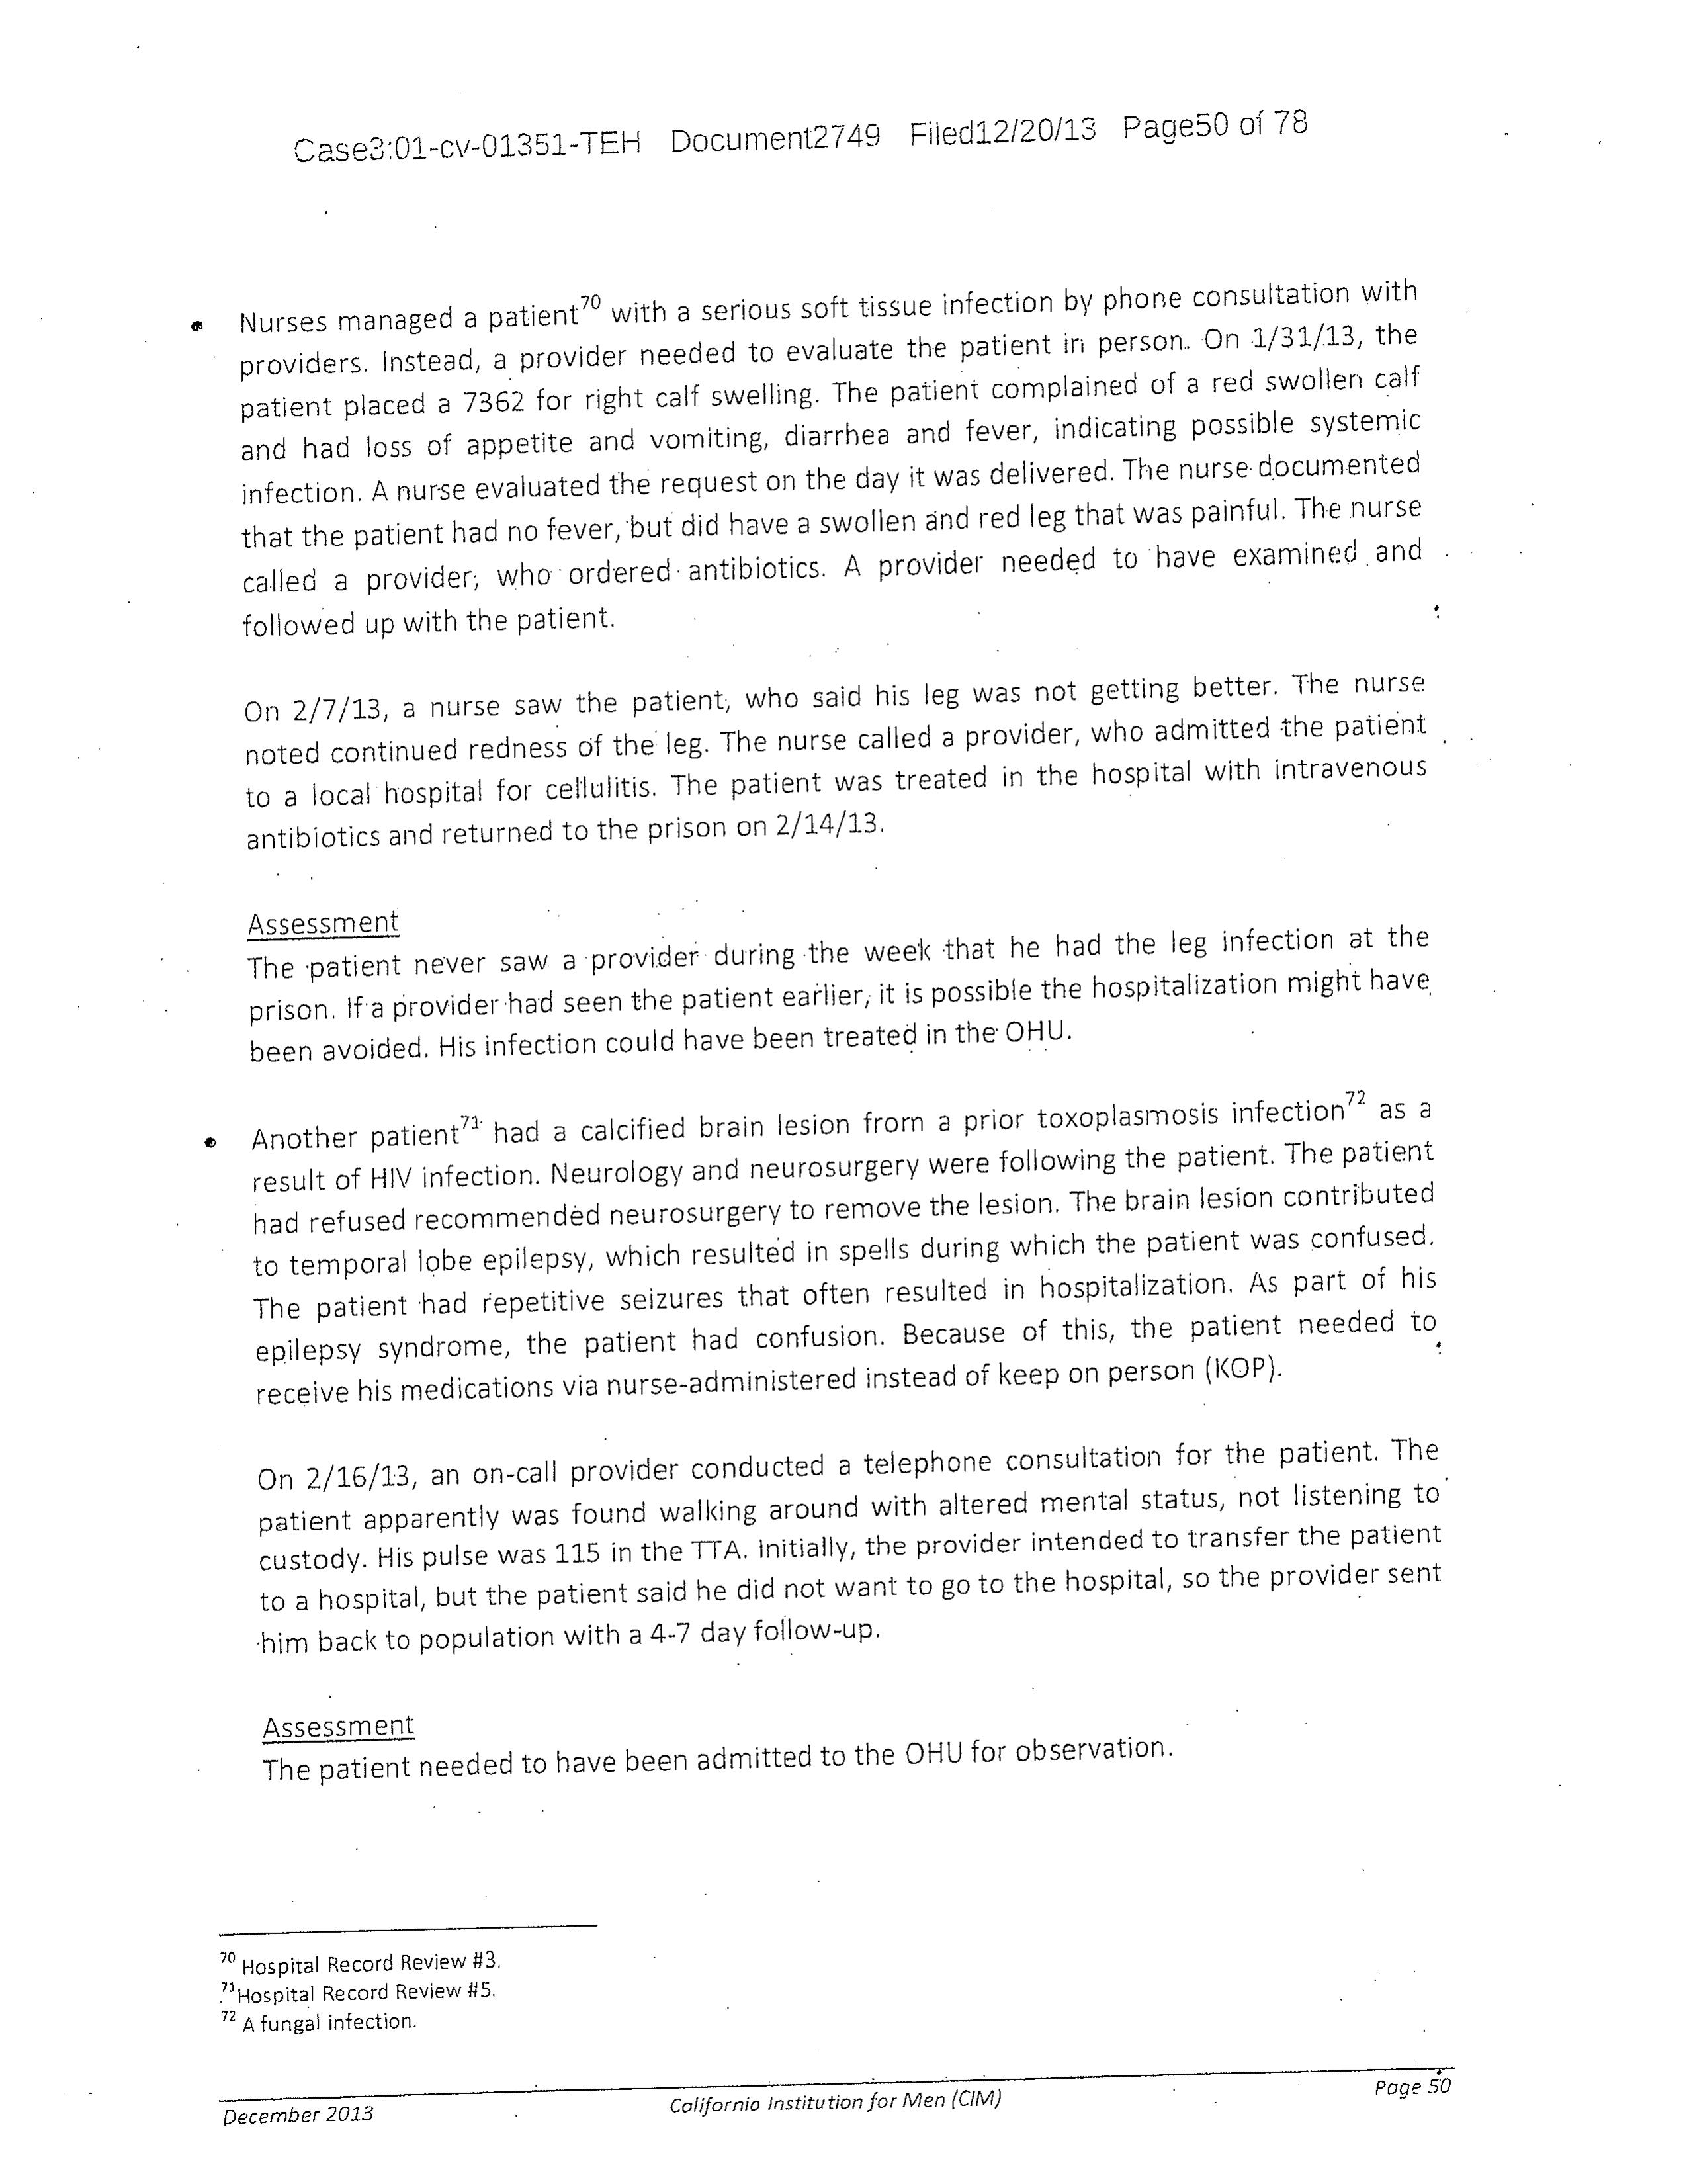 Case3:01-cv-01351-TEH Document2749 Filed12/20/13 Page50 of 78
• Nurses managed a patient70 with a serious soft tissue infection by phone consultation with
providers. Instead, a provider needed to evaluate the patient in person. On 1/31/13, the
patient placed a 7362 for right calf swelling. The patient complained of a red swollen calf
and had loss of appetite and vomiting, diarrhea and fever, indicating possible systemic
infection. A nurse evaluated the request on the day it was delivered. The nurse documented
that the patient had no fever, but did have a swollen and red leg that was painful. The nurse
called a provider, who ordered antibiotics. A provider needed to have examined and
followed up with the patient.
On 2/7/13, a nurse saw the patient, who said his leg was not getting better. The nurse
noted continued redness of the leg. The nurse called a provider, who admitted the patient
to a local hospital for cellulitis. The patient was treated in the hospital with intravenous
antibiotics and returned to the prison on 2/14/13.
Assessment
The patient never saw a provider during the week that he had the leg infection at the
prison. If a provider had seen the patient earlier, it is possible the hospitalization might have
been avoided. His infection could have been treated in the OHU.
• Another patient71 had a calcified brain lesion from a prior toxoplasmosis infection72 as a
result of HIV infection. Neurology and neurosurgery were following the patient. The patient
had refused recommended neurosurgery to remove the lesion. The brain lesion contributed
to temporal lobe epilepsy, which resulted in spells during which the patient was confused.
The patient had repetitive seizures that often resulted in hospitalization. As part of his
epilepsy syndrome, the patient had confusion. Because of this, the patient needed to
receive his medications via nurse-administered instead of keep on person (KOP).
On 2/16/13, an on-call provider conducted a telephone consultation for the patient. The
patient apparently was found walking around with altered mental status, not listening to
custody. His pulse was 115 in the TTA. Initially, the provider intended to transfer the patient
to a hospital, but the patient said he did not want to go to the hospital, so the provider sent
him back to population with a 4-7 day follow-up.
Assessment
The patient needed to have been admitted to the OHU for observation.
70 Hospital Record Review #3.
71 Hospital Record Review #5.
72 A fungal infection.
December 2013 California Institution for Men (CIM) Page 50